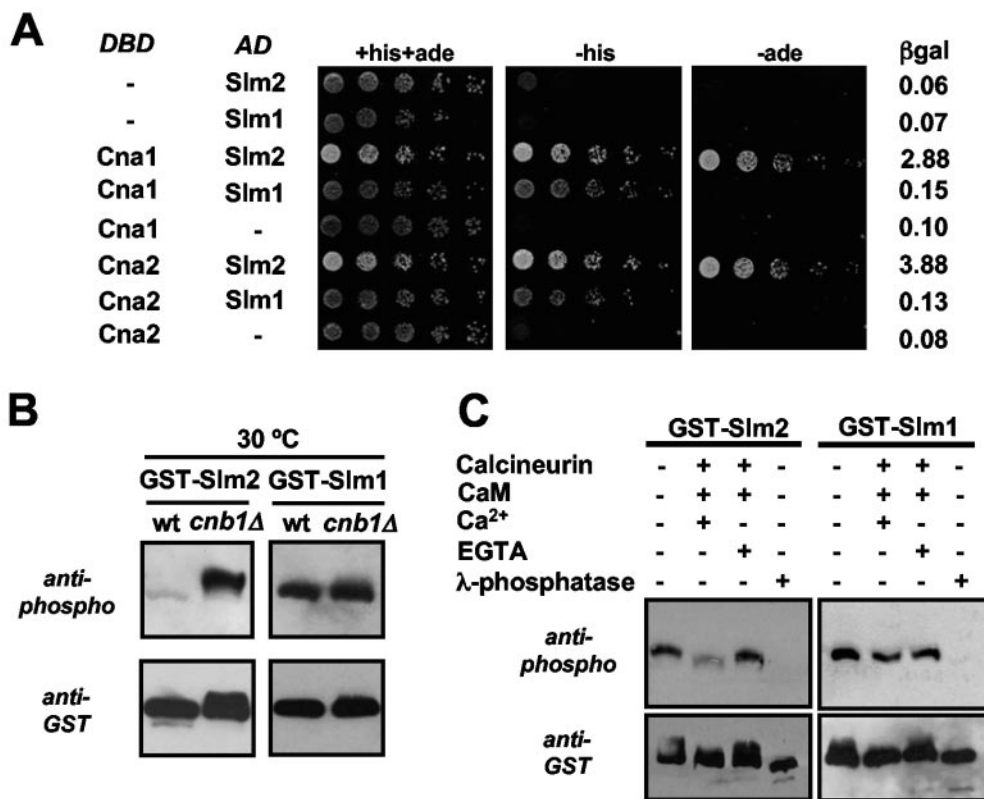 A
DBD AD +his+ade -his -ade βgal
- Slm2 0.06
- Slm1 0.07
Cna1 Slm2 2.88
Cna1 Slm1 0.15
Cna1 - 0.10
Cna2 Slm2 3.88
Cna2 Slm1 0.13
Cna2 - 0.08
B
30 ºC
GST-Slm2 GST-Slm1
wt cnb1Δ wt cnb1Δ
anti-
phospho
anti-
GST
C
GST-Slm2 GST-Slm1
Calcineurin - + + - - + + -
CaM - + + - - + + -
Ca²⁺ - + - - - + - -
EGTA - - + - - - + -
λ-phosphatase - - - + - - - +
anti-
phospho
anti-
GST